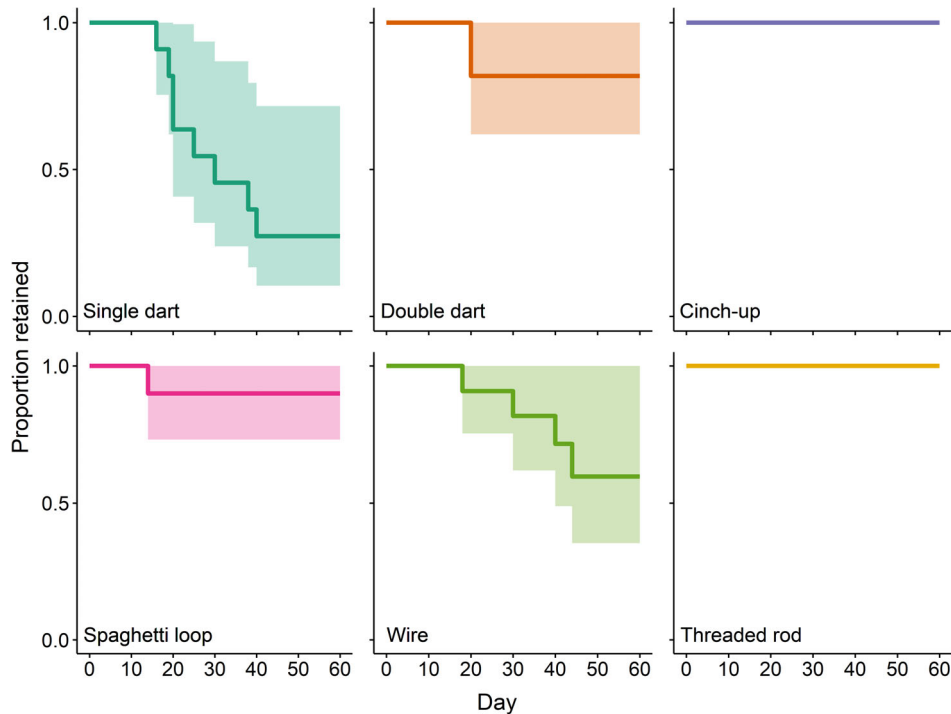 Proportion retained
1.0
0.5
0.0
Single dart
Double dart
Cinch-up
1.0
0.5
0.0
Spaghetti loop
Wire
Threaded rod
0 10 20 30 40 50 60
0 10 20 30 40 50 60
0 10 20 30 40 50 60
Day